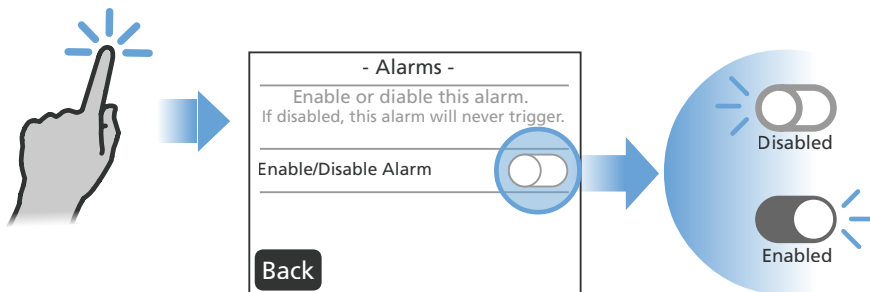 - Alarms -
Enable or diable this alarm.
If disabled, this alarm will never trigger.
Enable/Disable Alarm
Back
Disabled
Enabled